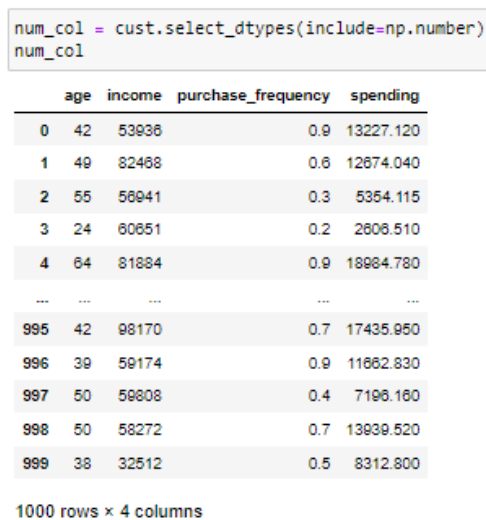 num_col = cust.select_dtypes(include=np.number)
num_col
age income purchase_frequency spending
0 42 53936 0.9 13227.120
1 49 82468 0.6 12674.040
2 55 56941 0.3 5354.115
3 24 60651 0.2 2606.510
4 64 81884 0.9 18984.780
... ... ... ... ...
995 42 98170 0.7 17435.950
996 39 59174 0.9 11662.830
997 50 59808 0.4 7196.160
998 50 58272 0.7 13939.520
999 38 32512 0.5 8312.800
1000 rows × 4 columns